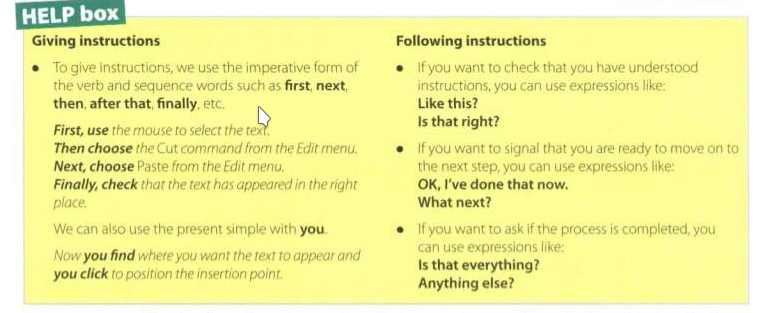 HELP box
Giving instructions
• To give instructions, we use the imperative form of
the verb and sequence words such as first, next,
then, after that, finally, etc.
First, use the mouse to select the text.
Then choose the Cut command from the Edit menu.
Next, choose Paste from the Edit menu.
Finally, check that the text has appeared in the right
place.
We can also use the present simple with you.
Now you find where you want the text to appear and
you click to position the insertion point.
Following instructions
• If you want to check that you have understood
instructions, you can use expressions like:
Like this?
Is that right?
• If you want to signal that you are ready to move on to
the next step, you can use expressions like:
OK, I've done that now.
What next?
• If you want to ask if the process is completed, you
can use expressions like:
Is that everything?
Anything else?